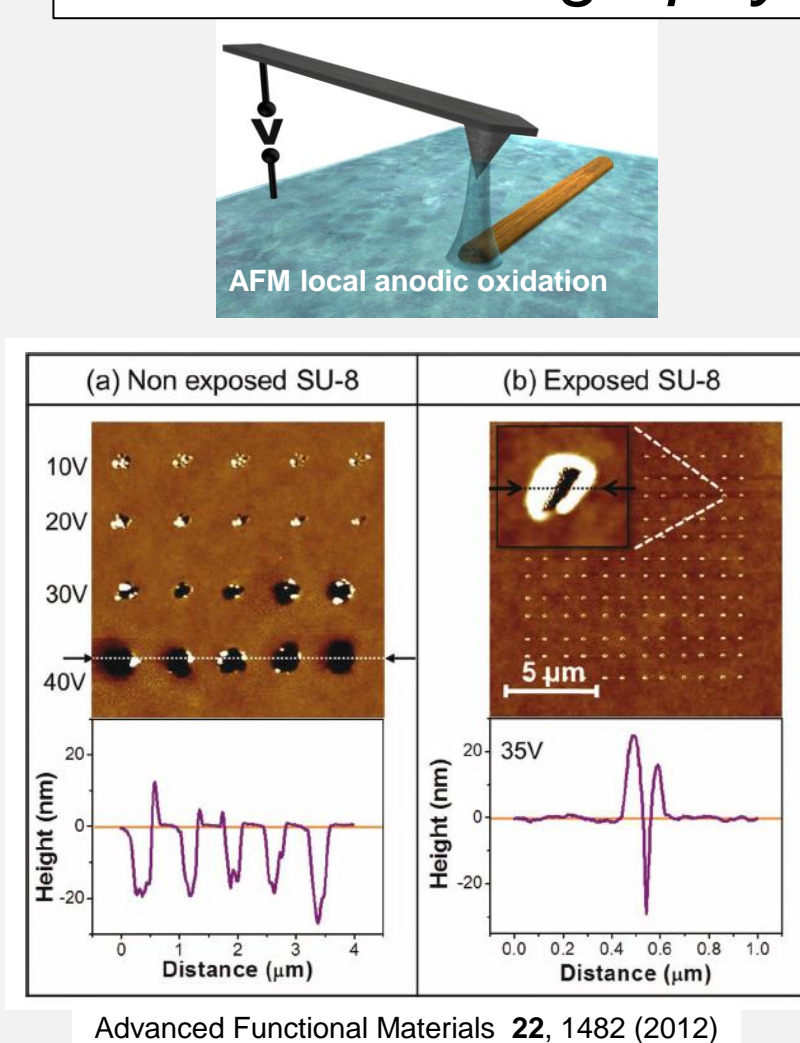 V
AFM local anodic oxidation
(a) Non exposed SU-8
(b) Exposed SU-8
10V
20V
30V
40V
5 µm
20
0
-20
Height (nm)
0 1 2 3 4
Distance (µm)
35V
20
0
-20
Height (nm)
0.0 0.2 0.4 0.6 0.8 1.0
Distance (µm)
Advanced Functional Materials 22, 1482 (2012)